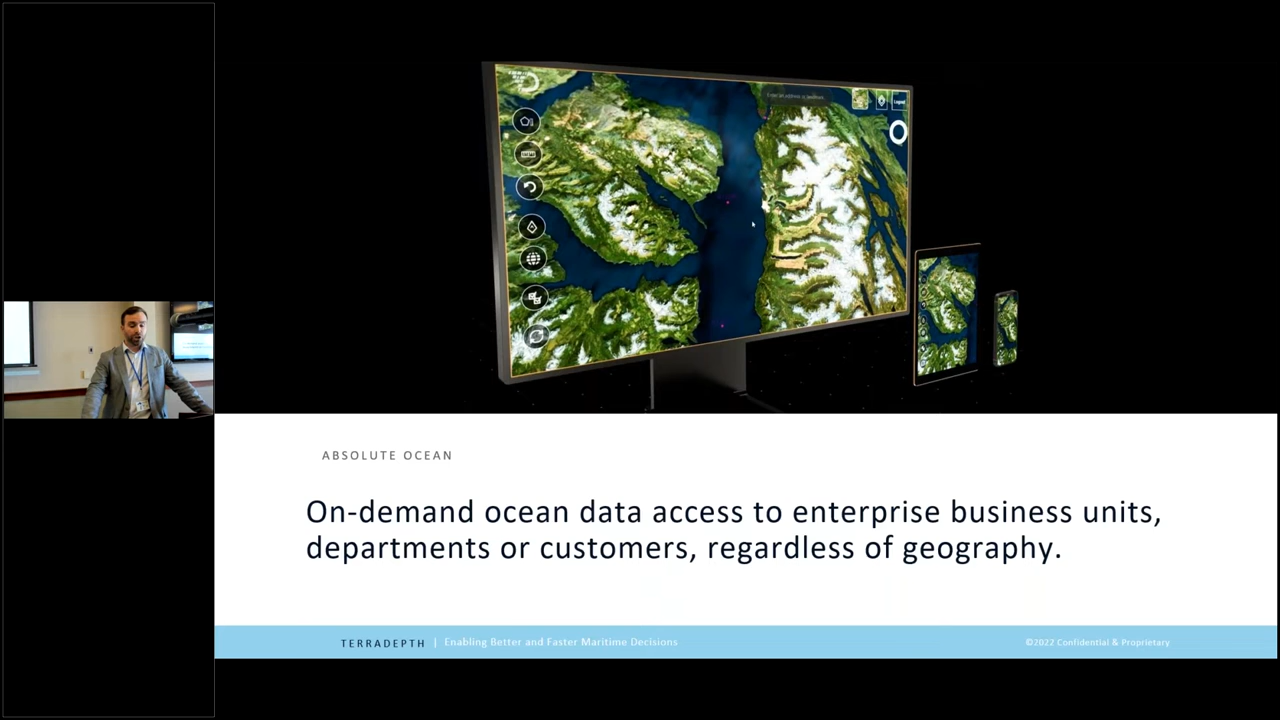 Legend
ABSOLUTE OCEAN
On-demand ocean data access to enterprise business units,
departments or customers, regardless of geography.
TERRADEPTH | Enabling Better and Faster Maritime Decisions
©2022 Confidential & Proprietary